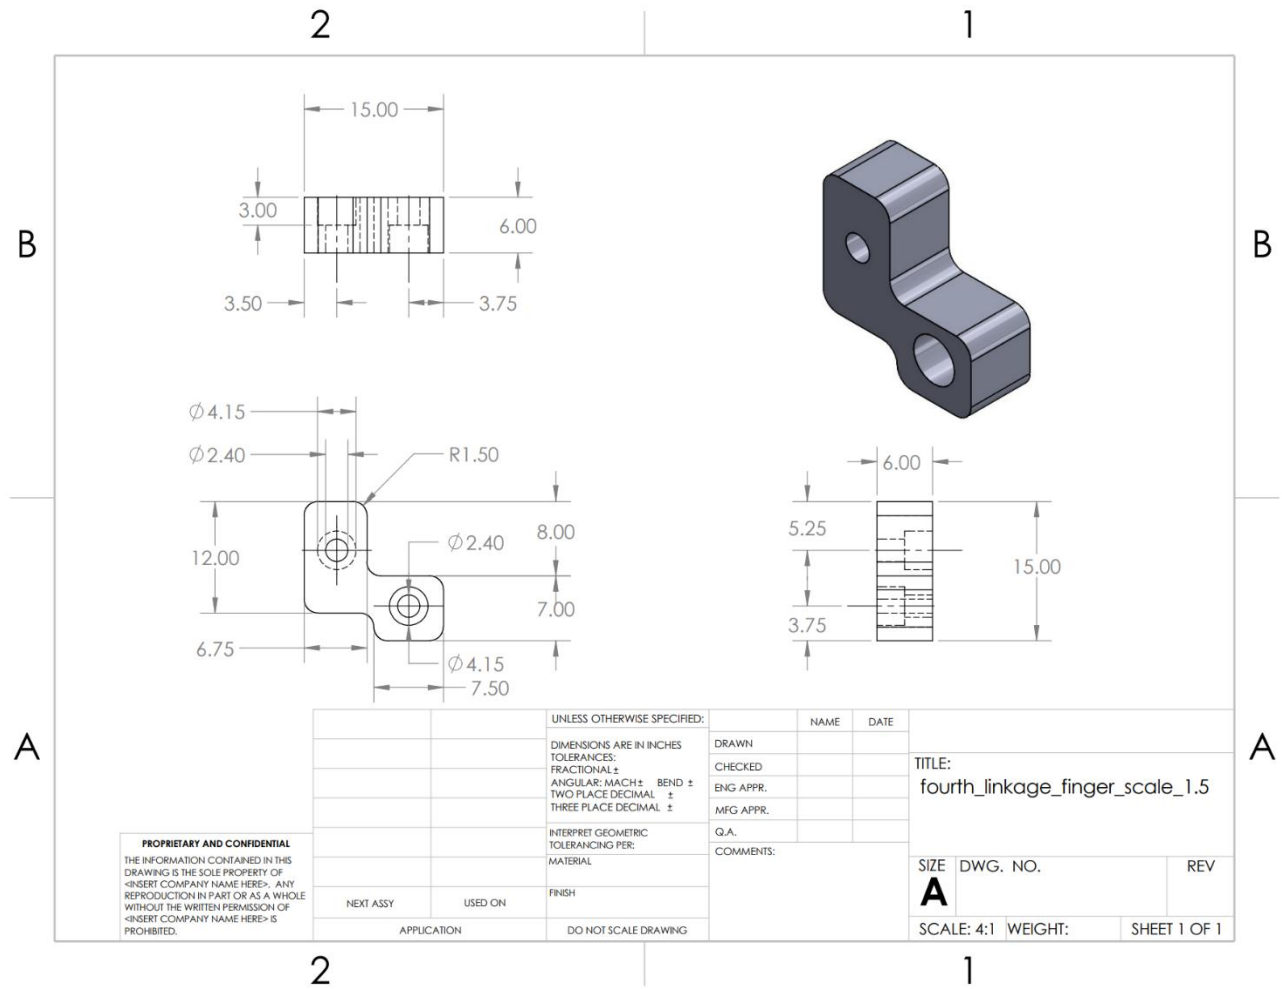 2
1
B
B
15.00
3.00
6.00
3.50
3.75
∅4.15
∅2.40
R1.50
12.00
∅2.40
8.00
7.00
6.75
∅4.15
7.50
6.00
5.25
15.00
3.75
A
A
PROPRIETARY AND CONFIDENTIAL
THE INFORMATION CONTAINED IN THIS
DRAWING IS THE SOLE PROPERTY OF
<INSERT COMPANY NAME HERE>. ANY
REPRODUCTION IN PART OR AS A WHOLE
WITHOUT THE WRITTEN PERMISSION OF
<INSERT COMPANY NAME HERE> IS
PROHIBITED.
NEXT ASSY
USED ON
APPLICATION
UNLESS OTHERWISE SPECIFIED:
DIMENSIONS ARE IN INCHES
TOLERANCES:
FRACTIONAL±
ANGULAR: MACH± BEND ±
TWO PLACE DECIMAL ±
THREE PLACE DECIMAL ±
INTERPRET GEOMETRIC
TOLERANCING PER:
MATERIAL
FINISH
DO NOT SCALE DRAWING
NAME
DATE
DRAWN
CHECKED
ENG APPR.
MFG APPR.
Q.A.
COMMENTS:
TITLE:
fourth_linkage_finger_scale_1.5
SIZE
A
DWG. NO.
REV
SCALE: 4:1
WEIGHT:
SHEET 1 OF 1
2
1